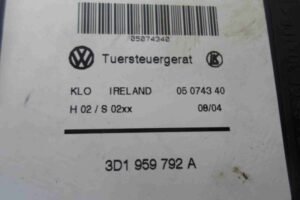 05074340
Tuersteuergerat
KLO IRELAND 05 0743 40
H 02 / S 02xx 08/04
3D1 959 792 A